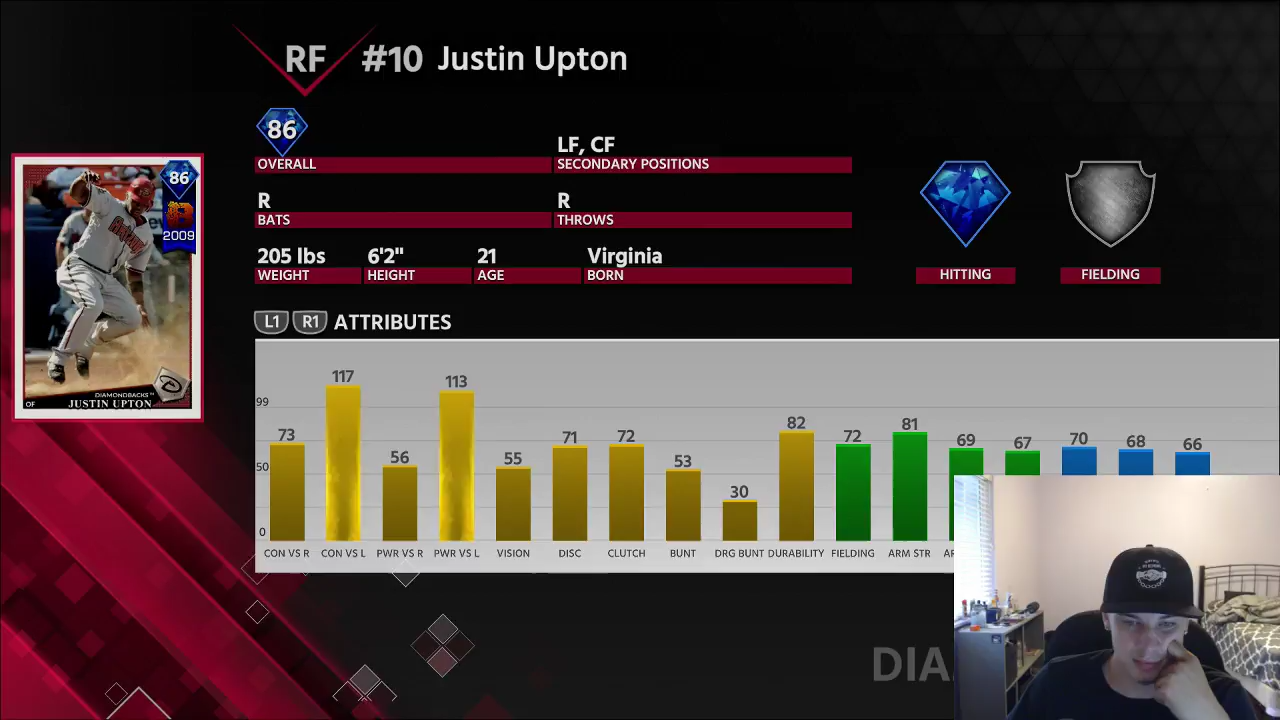 RF #10 Justin Upton
86
OVERALL
LF, CF
SECONDARY POSITIONS
R
BATS
R
THROWS
205 lbs
WEIGHT
6'2"
HEIGHT
21
AGE
Virginia
BORN
HITTING
FIELDING
86
2009
DIAMONDBACKS
OF JUSTIN UPTON
L1 R1 ATTRIBUTES
99
50
0
73 117 56 113 55 71 72 53 30 82 72 81 69 67 70 68 66
CON VS R CON VS L PWR VS R PWR VS L VISION DISC CLUTCH BUNT DRG BUNT DURABILITY FIELDING ARM STR AR
DIA